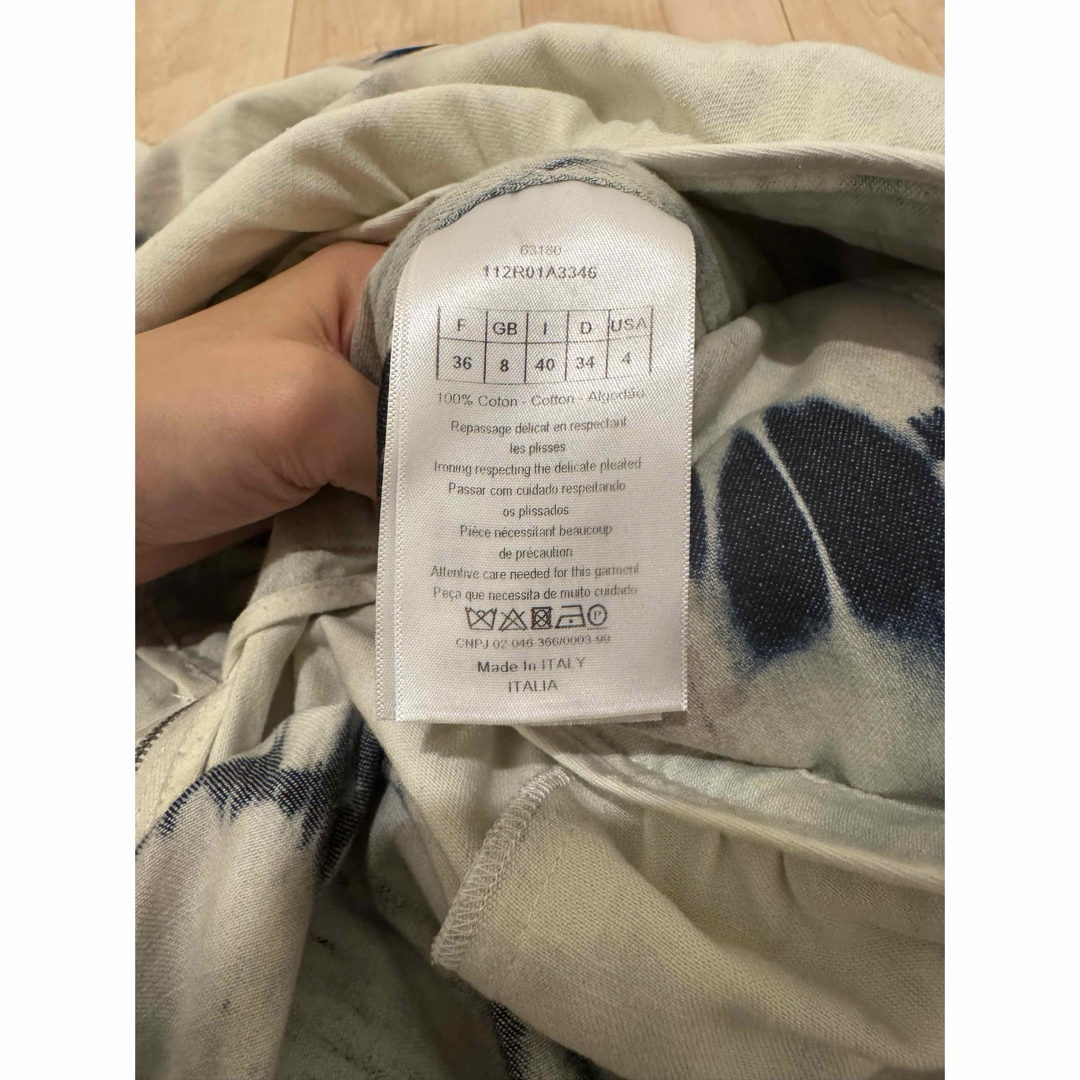 63180
112R01A3346
F GB I D USA
36 8 40 34 4
100% Coton - Cotton - Algodão
Repassage délicat en respectant
les plissés
Ironing respecting the delicate pleated
Passar com cuidado respeitando
os plissados
Pièce nécessitant beaucoup
de précaution
Attentive care needed for this garment
Peça que necessita de muito cuidado
P
CNPJ 02 046 366/0003-99
Made In ITALY
ITALIA